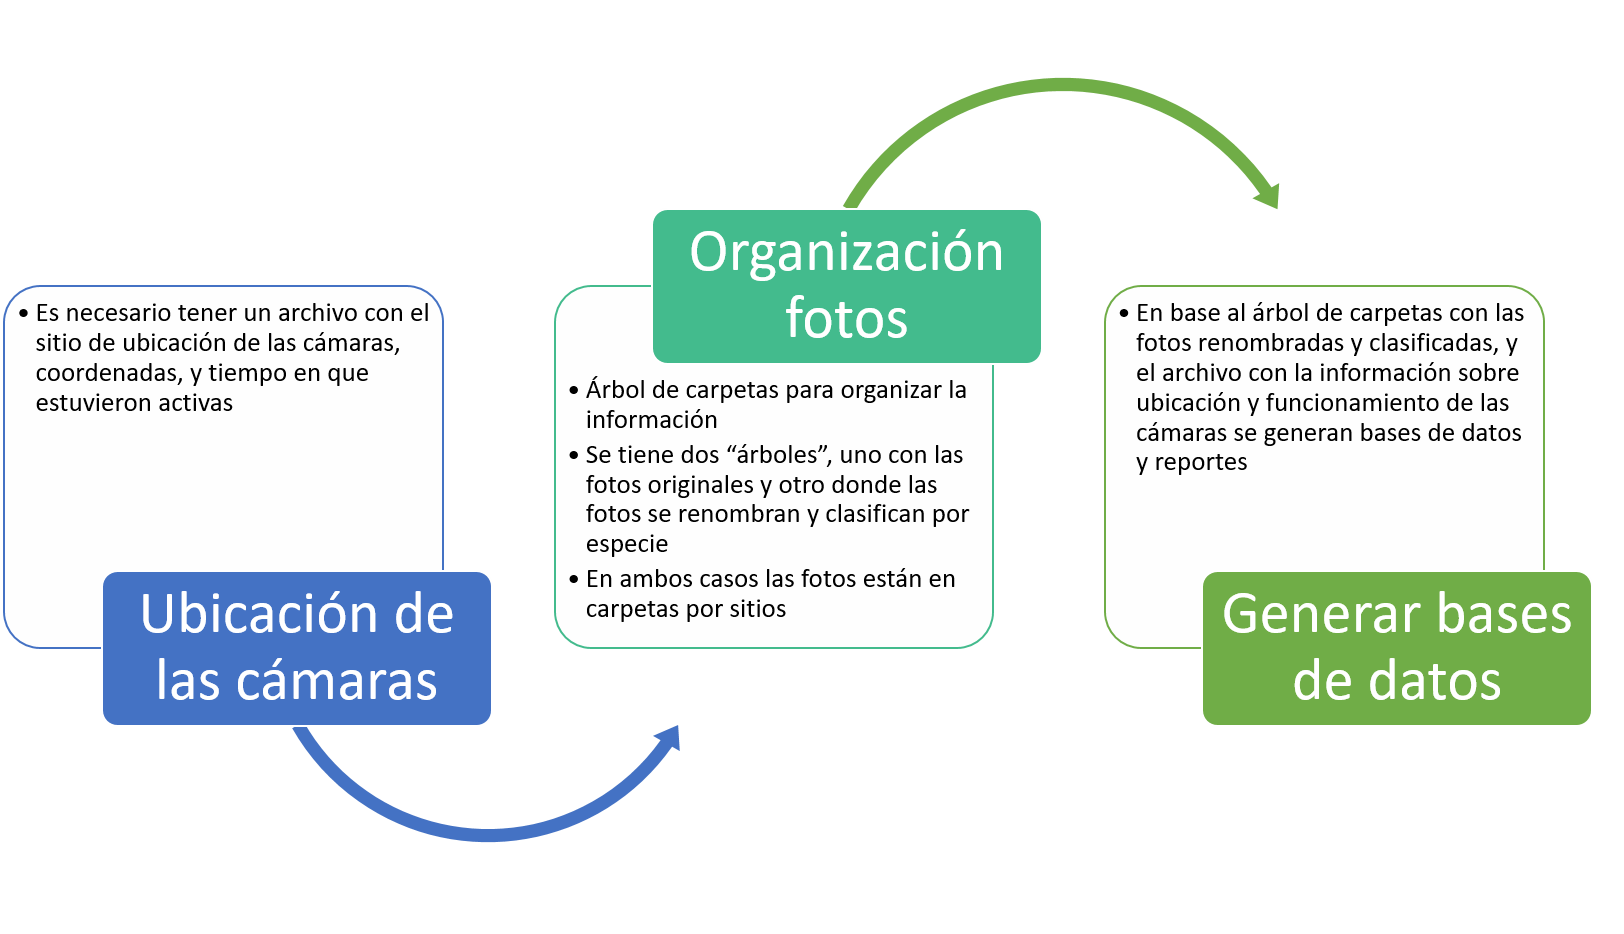 • Es necesario tener un archivo con el
sitio de ubicación de las cámaras,
coordenadas, y tiempo en que
estuvieron activas
Ubicación de
las cámaras
Organización
fotos
• Árbol de carpetas para organizar la
información
• Se tiene dos “árboles”, uno con las
fotos originales y otro donde las
fotos se renombran y clasifican por
especie
• En ambos casos las fotos están en
carpetas por sitios
• En base al árbol de carpetas con las
fotos renombradas y clasificadas, y
el archivo con la información sobre
ubicación y funcionamiento de las
cámaras se generan bases de datos
y reportes
Generar bases
de datos